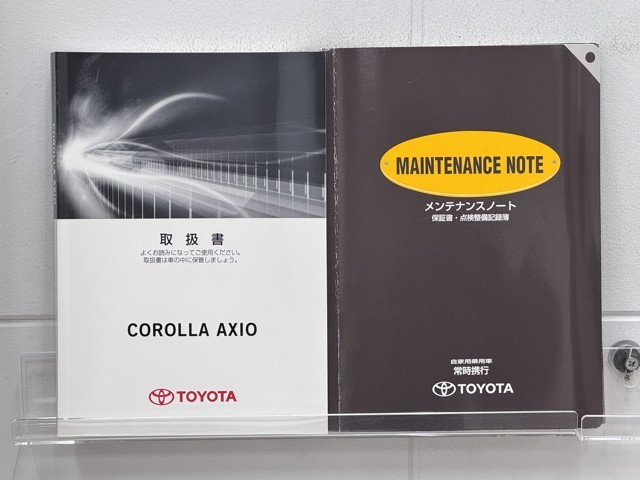 取扱書
よくお読みになってご使用ください。
取扱書は車の中に保管しましょう。
COROLLA AXIO
TOYOTA
MAINTENANCE NOTE
メンテナンスノート
保証書・点検整備記録簿
自家用乗用車
常時携行
TOYOTA